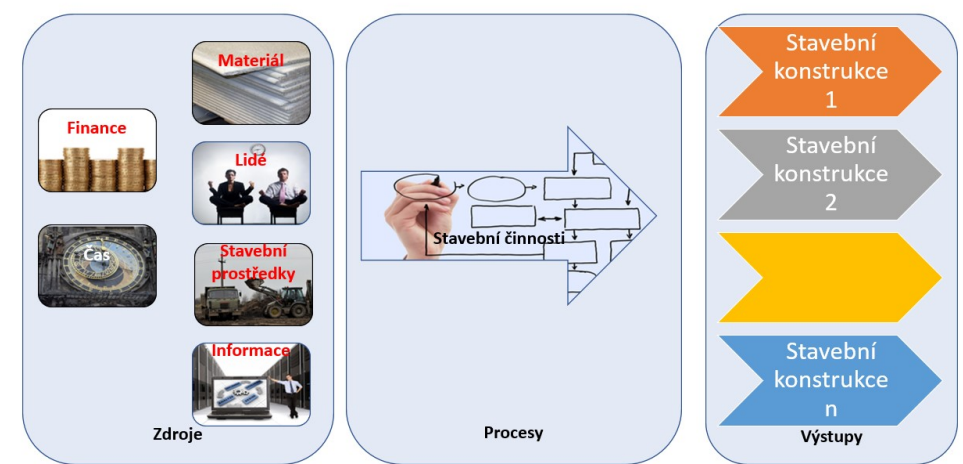 Materiál
Finance
Lidé
Čas
Stavební
prostředky
Informace
Zdroje
Stavební činnosti
Procesy
Stavební
konstrukce
1
Stavební
konstrukce
2
Stavební
konstrukce
n
Výstupy